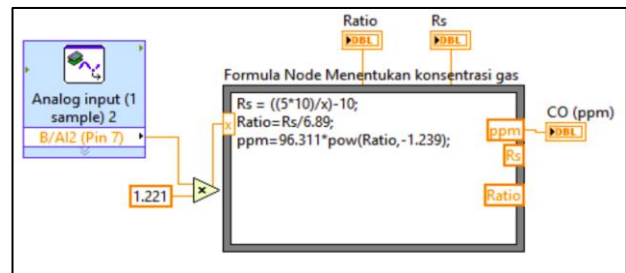 Ratio
Rs
DBL
DBL
Analog input (1
sample) 2
B/AI2 (Pin 7)
1.221
×
Formula Node Menentukan konsentrasi gas
x
Rs = ((5*10)/x)-10;
Ratio=Rs/6.89;
ppm=96.311*pow(Ratio,-1.239);
ppm
Rs
Ratio
CO (ppm)
DBL